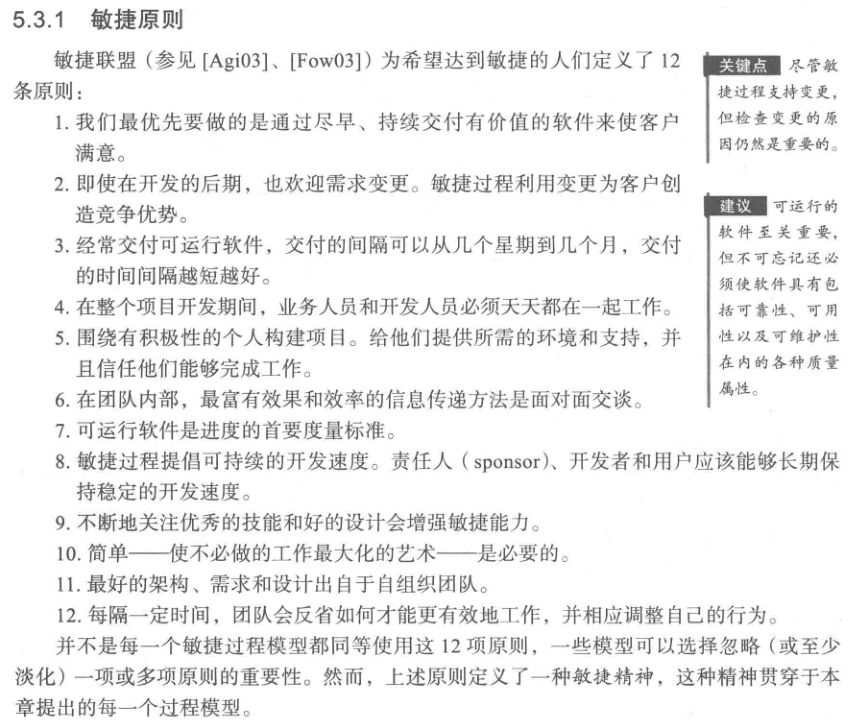 5.3.1 敏捷原则
敏捷联盟（参见 [Agi03]、[Fow03]）为希望达到敏捷的人们定义了 12
条原则：
1. 我们最优先要做的是通过尽早、持续交付有价值的软件来使客户
满意。
2. 即使在开发的后期，也欢迎需求变更。敏捷过程利用变更为客户创
造竞争优势。
3. 经常交付可运行软件，交付的间隔可以从几个星期到几个月，交付
的时间间隔越短越好。
4. 在整个项目开发期间，业务人员和开发人员必须天天都在一起工作。
5. 围绕有积极性的个人构建项目。给他们提供所需的环境和支持，并
且信任他们能够完成工作。
6. 在团队内部，最富有效果和效率的信息传递方法是面对面交谈。
7. 可运行软件是进度的首要度量标准。
8. 敏捷过程提倡可持续的开发速度。责任人（sponsor）、开发者和用户应该能够长期保
持稳定的开发速度。
9. 不断地关注优秀的技能和好的设计会增强敏捷能力。
10. 简单——使不必做的工作最大化的艺术——是必要的。
11. 最好的架构、需求和设计出自于自组织团队。
12. 每隔一定时间，团队会反省如何才能更有效地工作，并相应调整自己的行为。
并不是每一个敏捷过程模型都同等使用这 12 项原则，一些模型可以选择忽略（或至少
淡化）一项或多项原则的重要性。然而，上述原则定义了一种敏捷精神，这种精神贯穿于本
章提出的每一个过程模型。
关键点 尽管敏
捷过程支持变更，
但检查变更的原
因仍然是重要的。
建议 可运行的
软件至关重要，
但不可忘记还必
须使软件具有包
括可靠性、可用
性以及可维护性
在内的各种质量
属性。